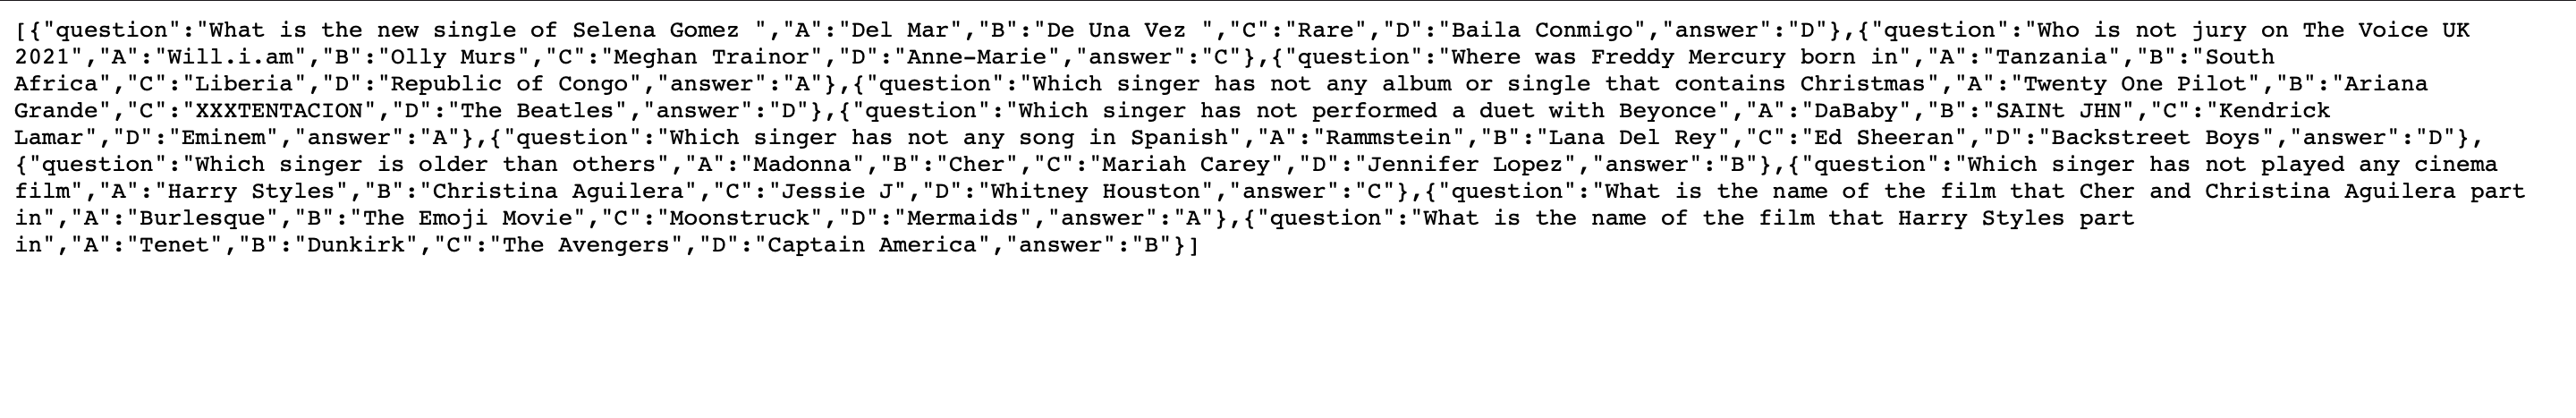 [{"question":"What is the new single of Selena Gomez ","A":"Del Mar","B":"De Una Vez ","C":"Rare","D":"Baila Conmigo","answer":"D"},{"question":"Who is not jury on The Voice UK
2021","A":"Will.i.am","B":"Olly Murs","C":"Meghan Trainor","D":"Anne-Marie","answer":"C"},{"question":"Where was Freddy Mercury born in","A":"Tanzania","B":"South
Africa","C":"Liberia","D":"Republic of Congo","answer":"A"},{"question":"Which singer has not any album or single that contains Christmas","A":"Twenty One Pilot","B":"Ariana
Grande","C":"XXXTENTACION","D":"The Beatles","answer":"D"},{"question":"Which singer has not performed a duet with Beyonce","A":"DaBaby","B":"SAINt JHN","C":"Kendrick
Lamar","D":"Eminem","answer":"A"},{"question":"Which singer has not any song in Spanish","A":"Rammstein","B":"Lana Del Rey","C":"Ed Sheeran","D":"Backstreet Boys","answer":"D"},
{"question":"Which singer is older than others","A":"Madonna","B":"Cher","C":"Mariah Carey","D":"Jennifer Lopez","answer":"B"},{"question":"Which singer has not played any cinema
film","A":"Harry Styles","B":"Christina Aguilera","C":"Jessie J","D":"Whitney Houston","answer":"C"},{"question":"What is the name of the film that Cher and Christina Aguilera part
in","A":"Burlesque","B":"The Emoji Movie","C":"Moonstruck","D":"Mermaids","answer":"A"},{"question":"What is the name of the film that Harry Styles part
in","A":"Tenet","B":"Dunkirk","C":"The Avengers","D":"Captain America","answer":"B"}]